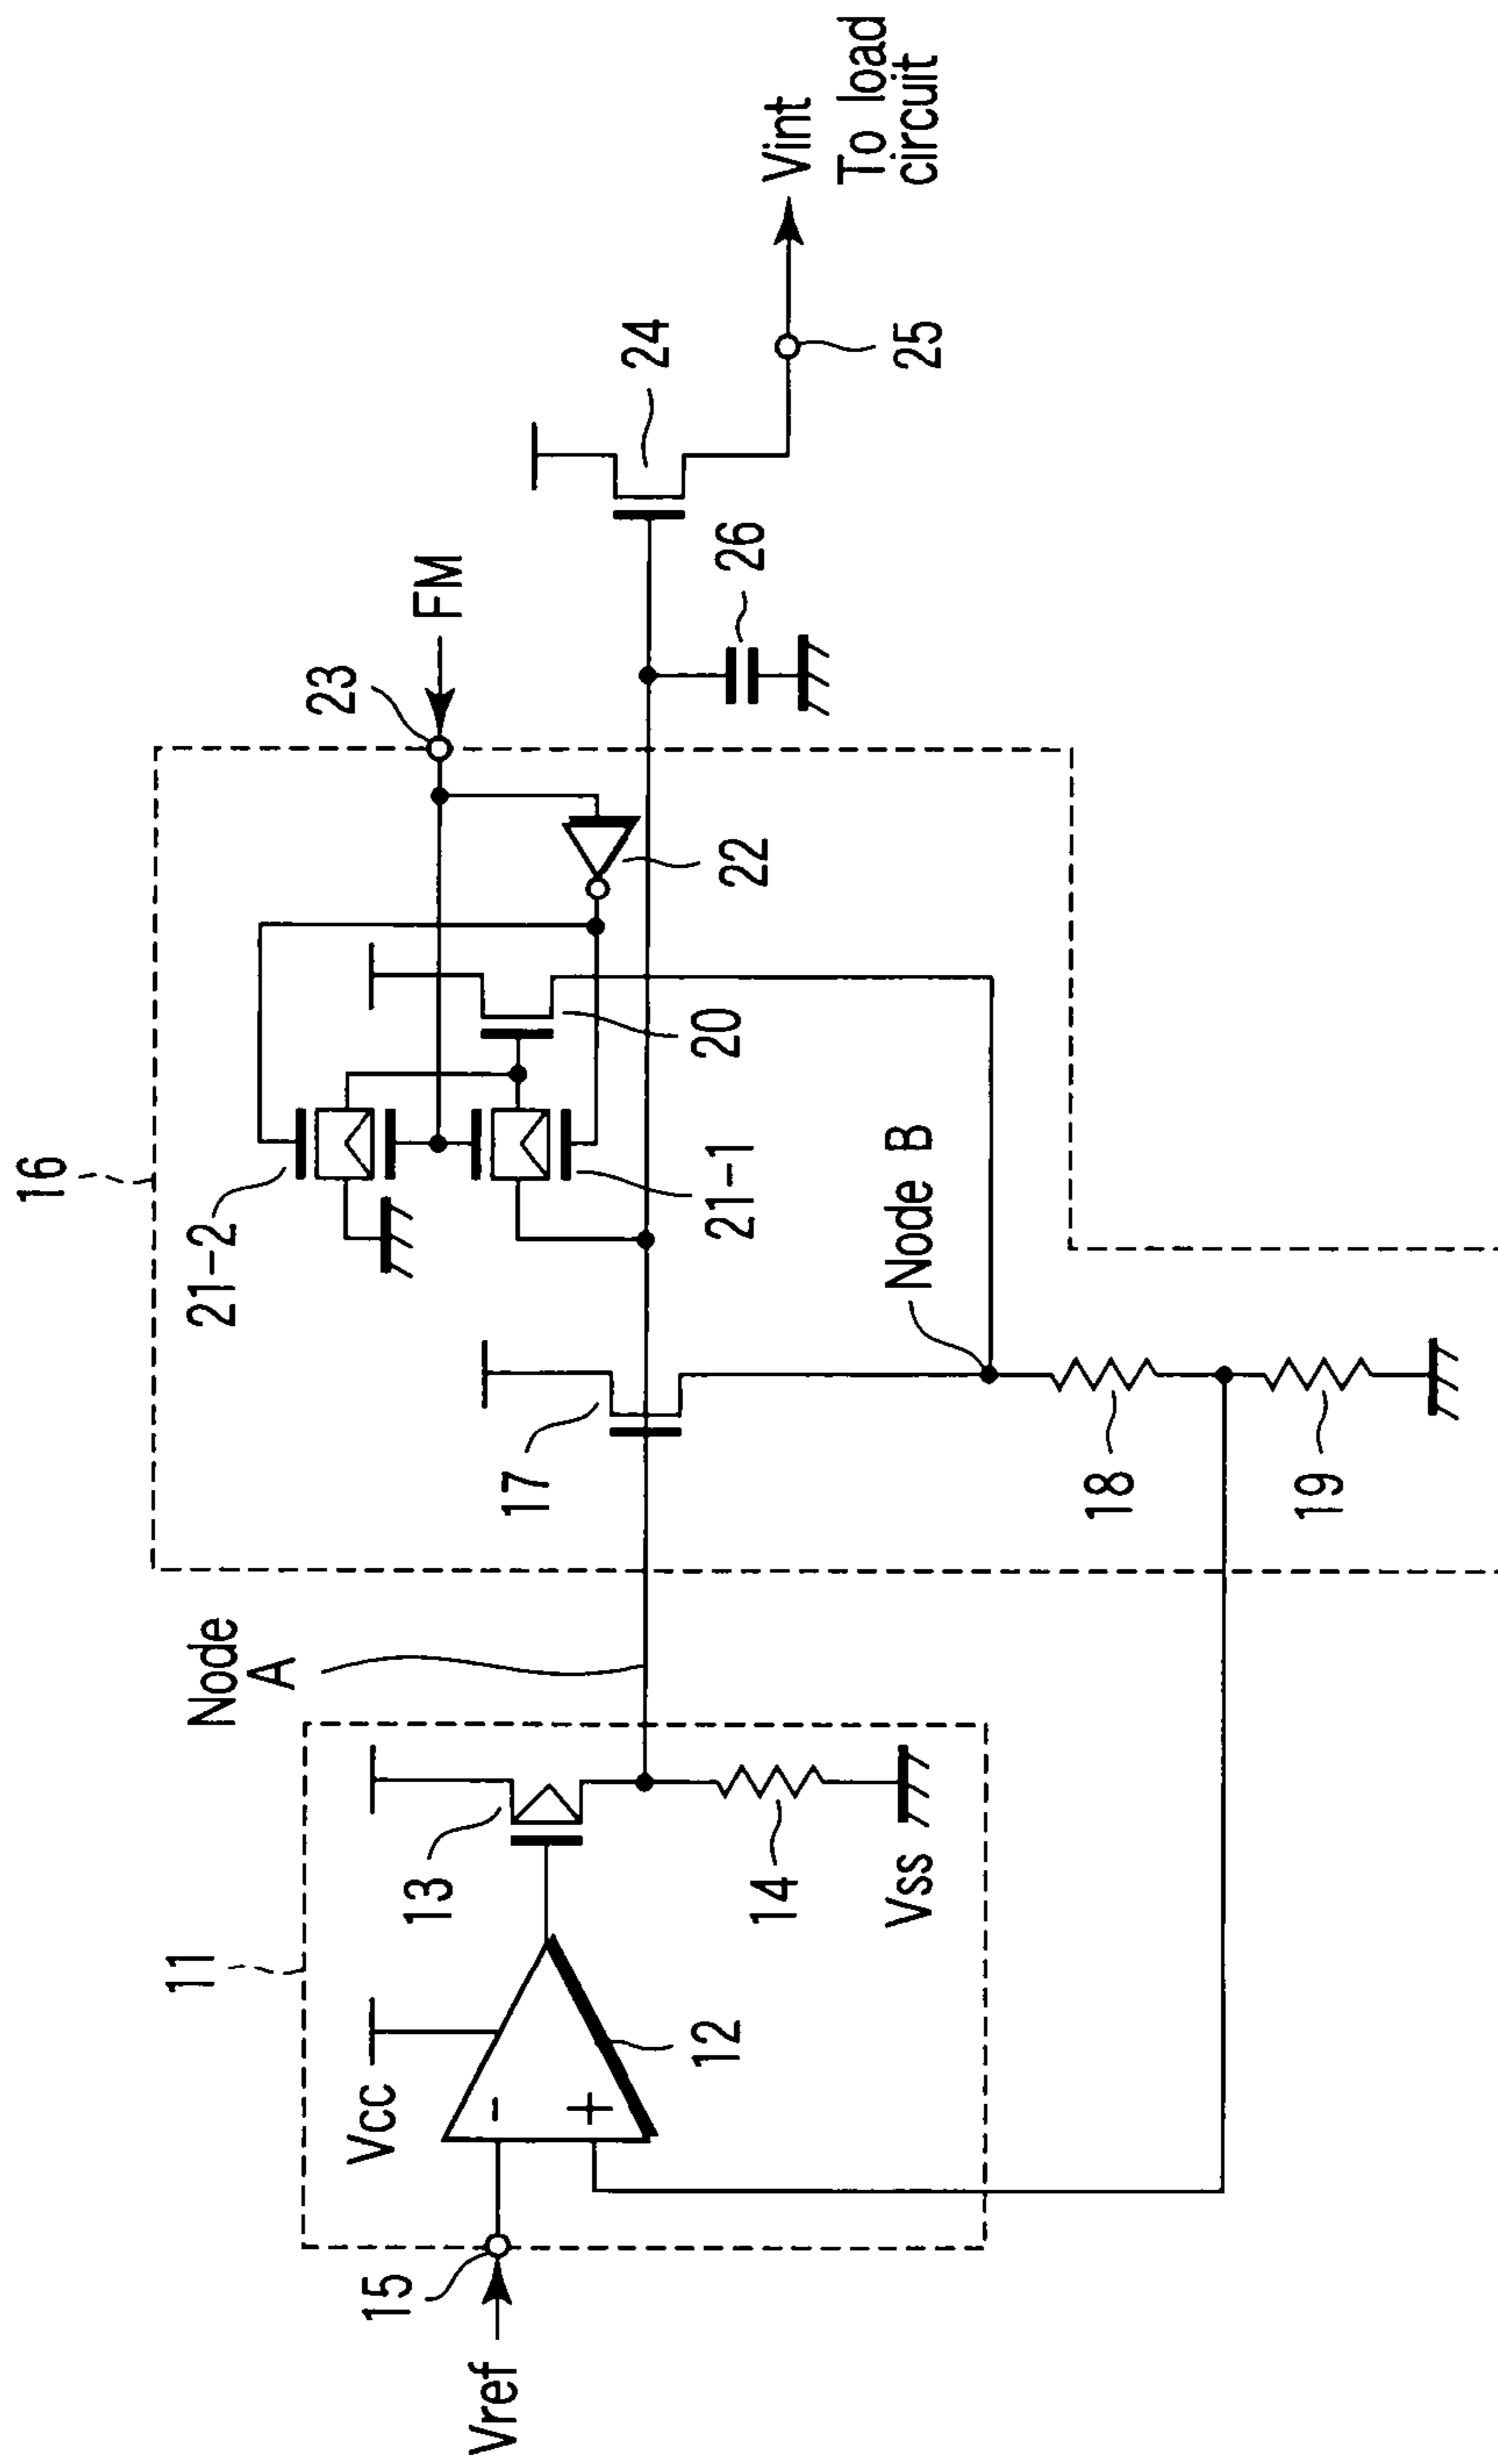 16
21-2
23
FM
24
Vint
To load
circuit
25
26
22
20
21-1
Node B
17
18
19
Node
A
11
13
14
Vss
Vcc
-
+
12
15
Vref